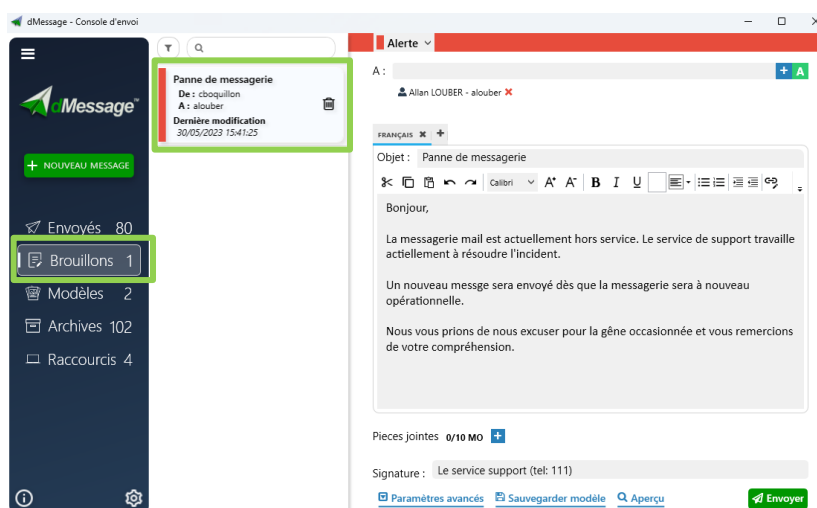 dMessage - Console d'envoi
dMessage™
+ NOUVEAU MESSAGE
Envoyés 80
Brouillons 1
Modèles 2
Archives 102
Raccourcis 4
Panne de messagerie
De : cboquillon
A : alouber
Dernière modification
30/05/2023 15:41:25
Alerte
A :
+ A
Allan LOUBER - alouber
FRANÇAIS
Objet : Panne de messagerie
Calibri A A B I U
Bonjour,
La messagerie mail est actuellement hors service. Le service de support travaille
actiellement à résoudre l'incident.
Un nouveau messge sera envoyé dès que la messagerie sera à nouveau
opérationnelle.
Nous vous prions de nous excuser pour la gêne occasionnée et vous remercions
de votre compréhension.
Pieces jointes 0/10 MO
Signature : Le service support (tel: 111)
Paramètres avancés Sauvegarder modèle Aperçu Envoyer